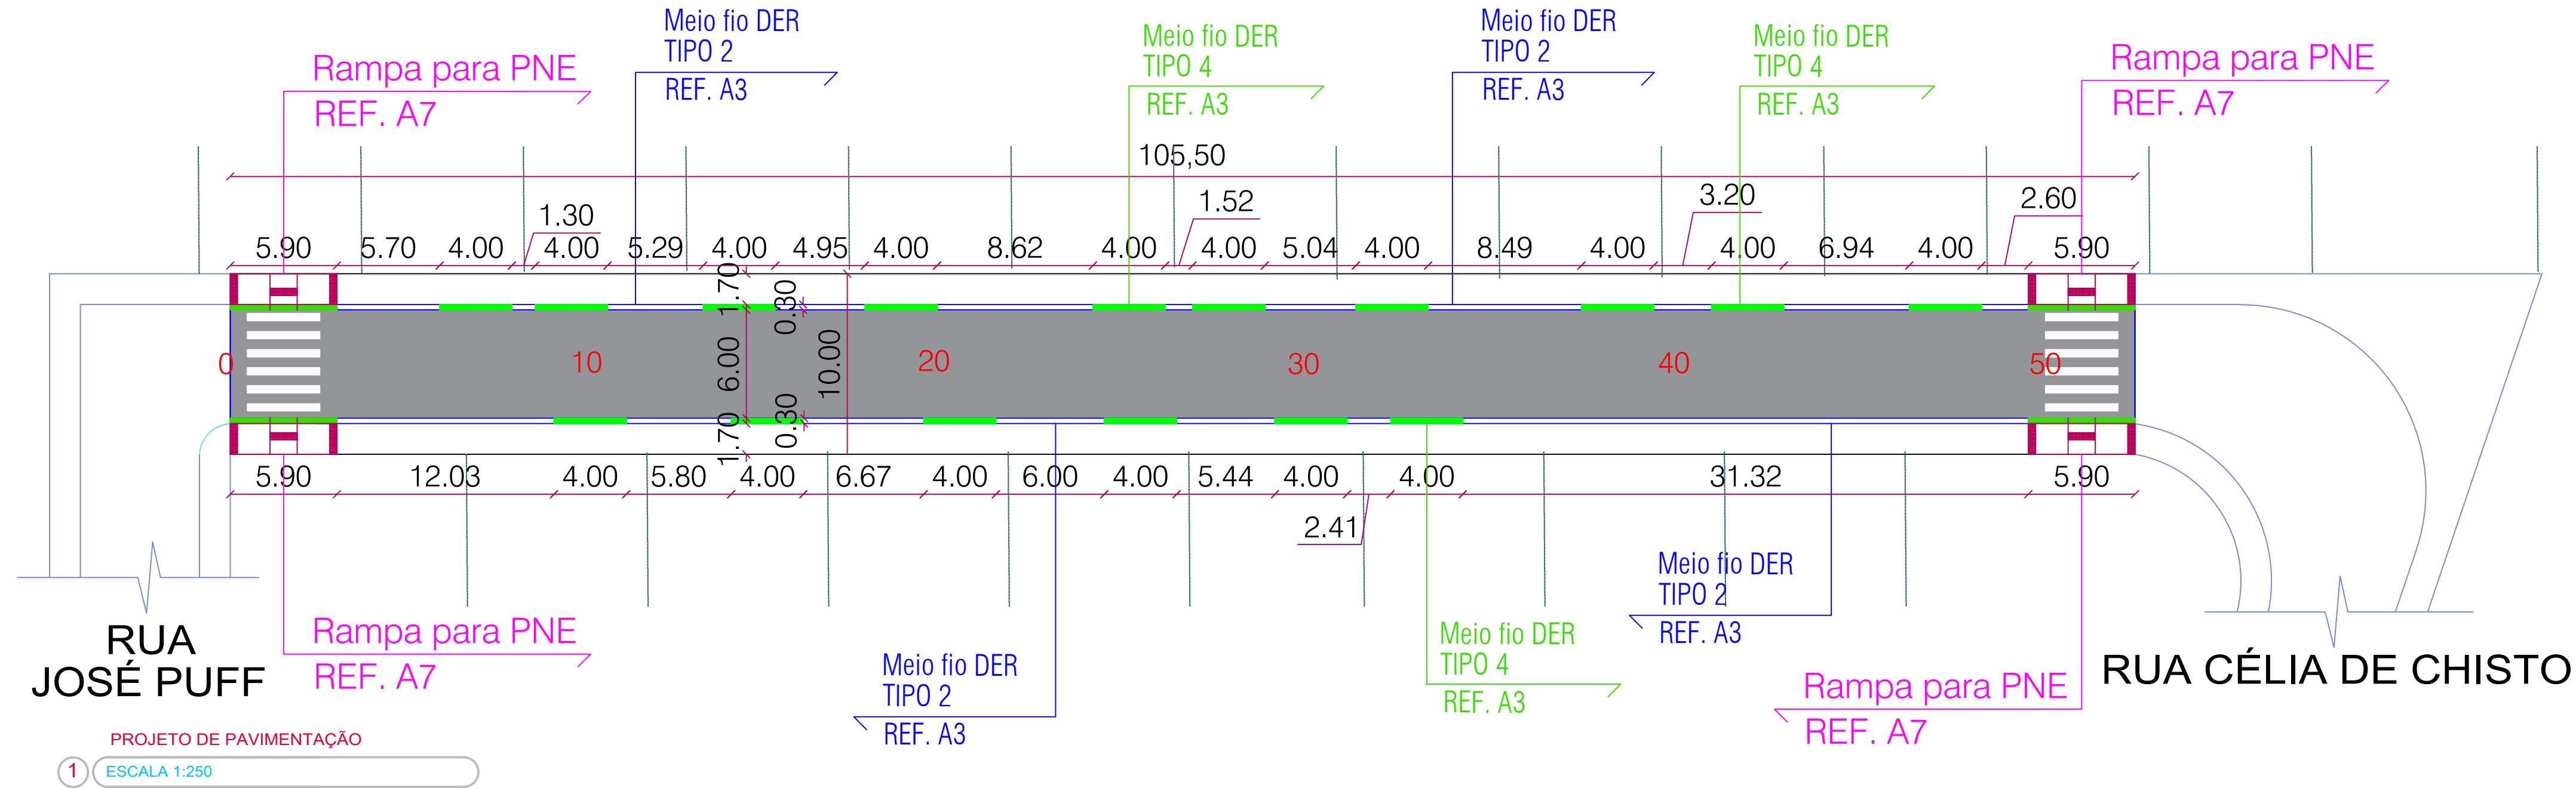 Meio fio DER
TIPO 2
REF. A3
Meio fio DER
TIPO 4
REF. A3
Meio fio DER
TIPO 2
REF. A3
Meio fio DER
TIPO 4
REF. A3
Rampa para PNE
REF. A7
Rampa para PNE
REF. A7
105,50
1.30
1.52
3.20
2.60
5.90 5.70 4.00 4.00 5.29 4.00 4.95 4.00 8.62 4.00 4.00 5.04 4.00 8.49 4.00 4.00 6.94 4.00 5.90
1.70
0.30
6.00
10.00
0.30
1.70
0 10 20 30 40 50
5.90 12.03 4.00 5.80 4.00 6.67 4.00 6.00 4.00 5.44 4.00 4.00 31.32 5.90
2.41
RUA
JOSÉ PUFF
Rampa para PNE
REF. A7
Meio fio DER
TIPO 2
REF. A3
Meio fio DER
TIPO 4
REF. A3
Meio fio DER
TIPO 2
REF. A3
Rampa para PNE
REF. A7
RUA CÉLIA DE CHISTO
PROJETO DE PAVIMENTAÇÃO
1 ESCALA 1:250